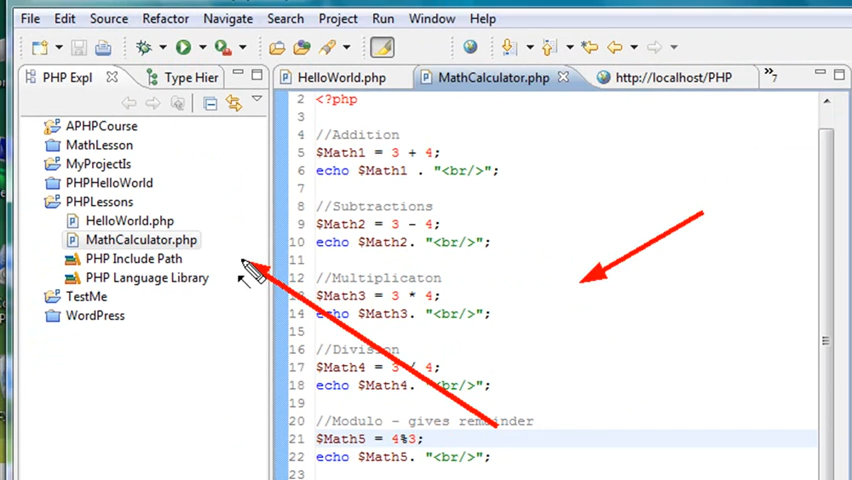 File Edit Source Refactor Navigate Search Project Run Window Help
PHP Expl Type Hier
HelloWorld.php MathCalculator.php http://localhost/PHP »7
APHPCourse
MathLesson
MyProjectIs
PHPHelloWorld
PHPLessons
HelloWorld.php
MathCalculator.php
PHP Include Path
PHP Language Library
TestMe
WordPress
2 <?php
3
4 //Addition
5 $Math1 = 3 + 4;
6 echo $Math1 . "<br/>";
7
8 //Subtractions
9 $Math2 = 3 - 4;
10 echo $Math2. "<br/>";
11
12 //Multiplicaton
13 $Math3 = 3 * 4;
14 echo $Math3. "<br/>";
15
16 //Division
17 $Math4 = 3 / 4;
18 echo $Math4. "<br/>";
19
20 //Modulo - gives remainder
21 $Math5 = 4%3;
22 echo $Math5. "<br/>";
23